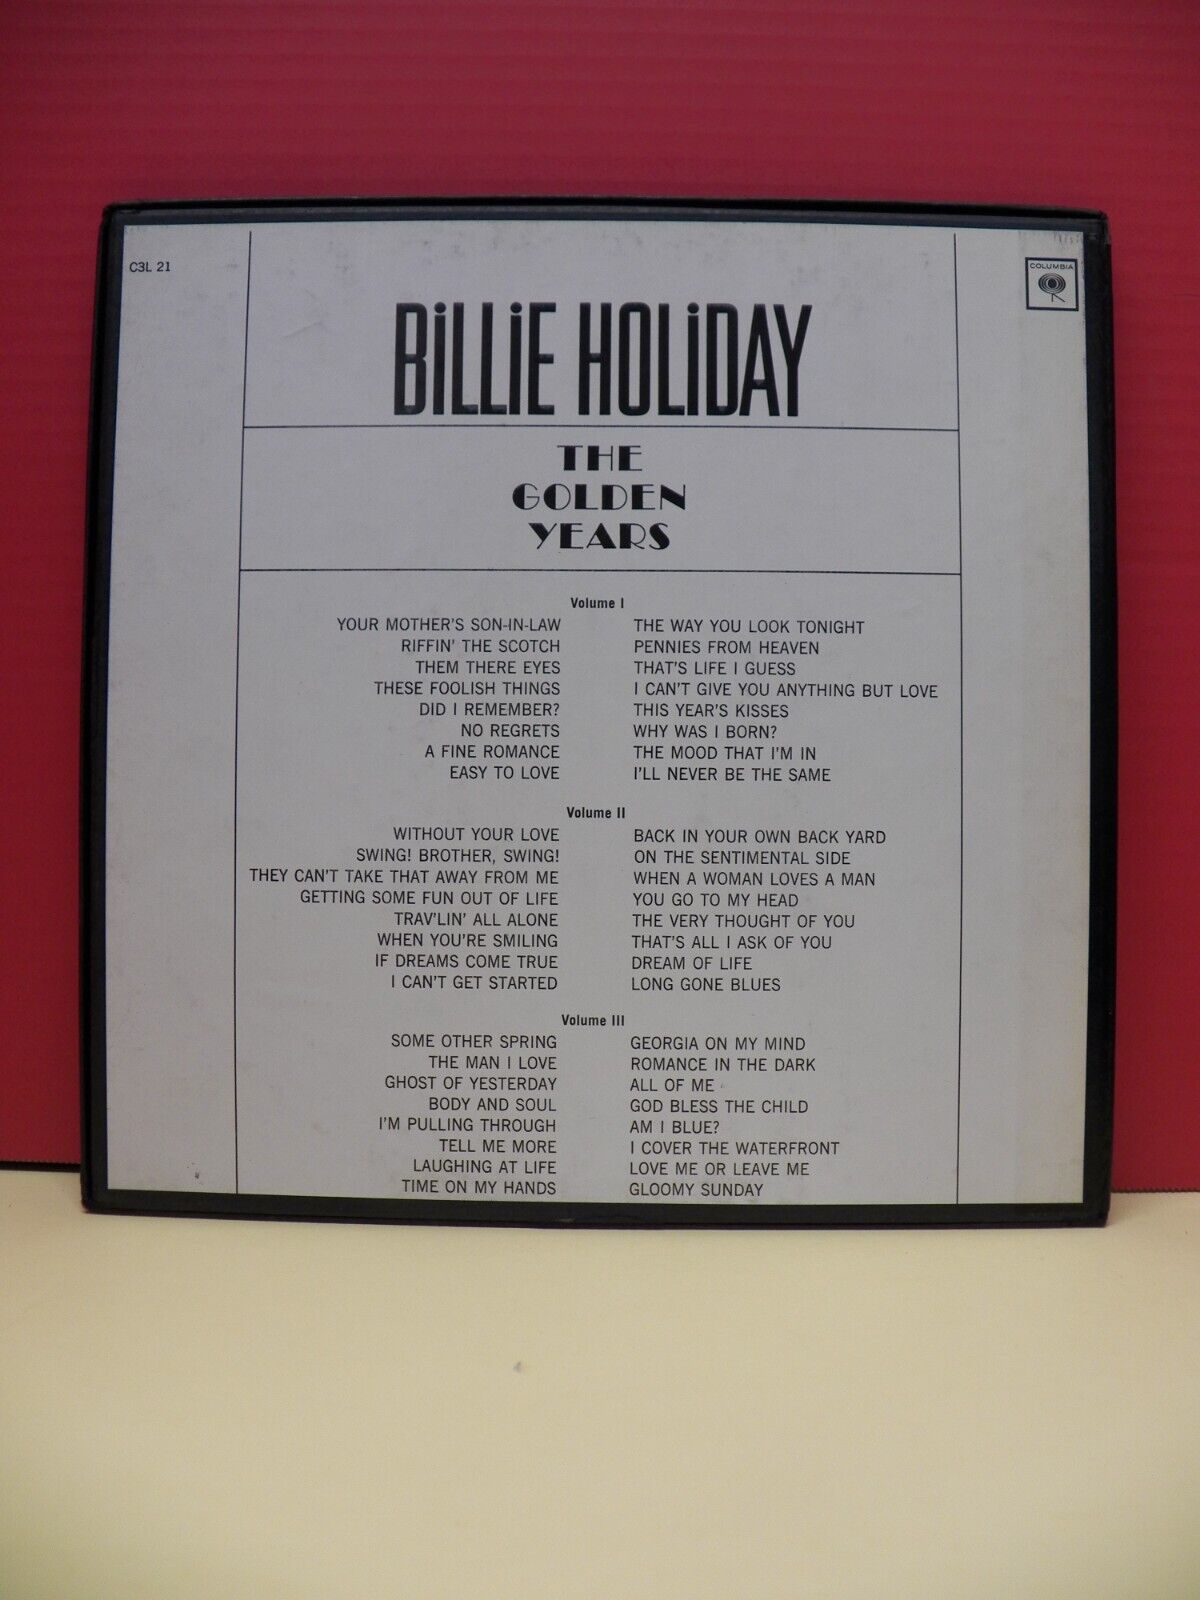 C3L 21
COLUMBIA
BiLLiE HOLiDAY
THE
GOLDEN
YEARS
Volume I
YOUR MOTHER'S SON-IN-LAW
RIFFIN' THE SCOTCH
THEM THERE EYES
THESE FOOLISH THINGS
DID I REMEMBER?
NO REGRETS
A FINE ROMANCE
EASY TO LOVE
THE WAY YOU LOOK TONIGHT
PENNIES FROM HEAVEN
THAT'S LIFE I GUESS
I CAN'T GIVE YOU ANYTHING BUT LOVE
THIS YEAR'S KISSES
WHY WAS I BORN?
THE MOOD THAT I'M IN
I'LL NEVER BE THE SAME
Volume II
WITHOUT YOUR LOVE
SWING! BROTHER, SWING!
THEY CAN'T TAKE THAT AWAY FROM ME
GETTING SOME FUN OUT OF LIFE
TRAV'LIN' ALL ALONE
WHEN YOU'RE SMILING
IF DREAMS COME TRUE
I CAN'T GET STARTED
BACK IN YOUR OWN BACK YARD
ON THE SENTIMENTAL SIDE
WHEN A WOMAN LOVES A MAN
YOU GO TO MY HEAD
THE VERY THOUGHT OF YOU
THAT'S ALL I ASK OF YOU
DREAM OF LIFE
LONG GONE BLUES
Volume III
SOME OTHER SPRING
THE MAN I LOVE
GHOST OF YESTERDAY
BODY AND SOUL
I'M PULLING THROUGH
TELL ME MORE
LAUGHING AT LIFE
TIME ON MY HANDS
GEORGIA ON MY MIND
ROMANCE IN THE DARK
ALL OF ME
GOD BLESS THE CHILD
AM I BLUE?
I COVER THE WATERFRONT
LOVE ME OR LEAVE ME
GLOOMY SUNDAY